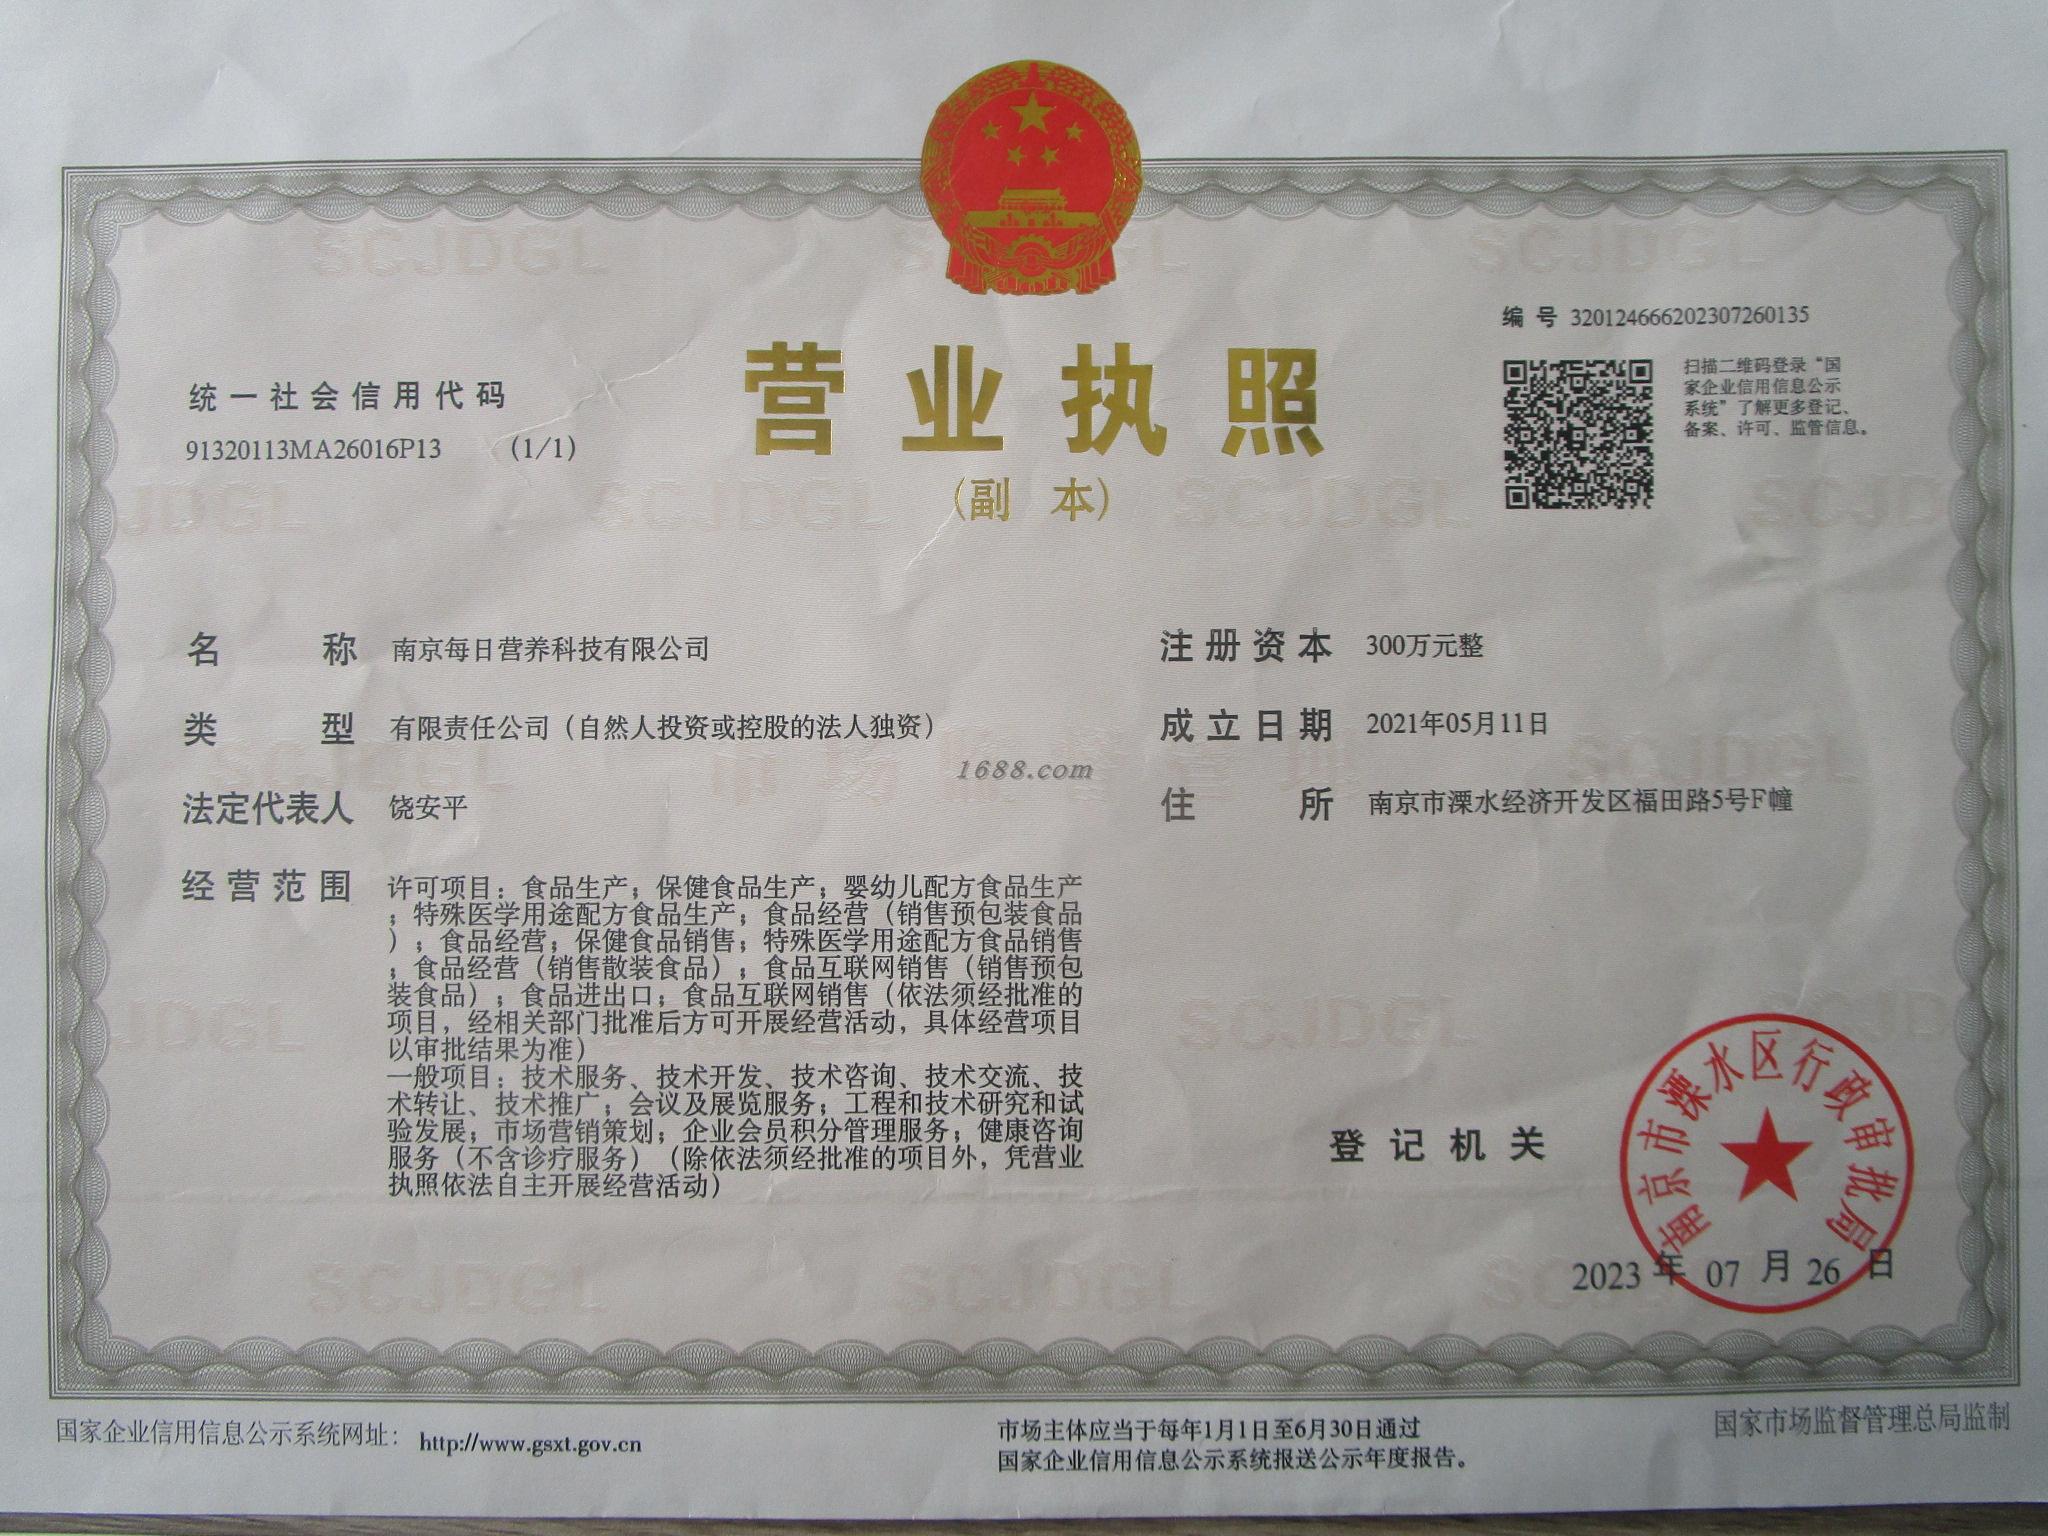 编号 320124666202307260135
扫描二维码登录“国
家企业信用信息公示
系统”了解更多登记、
备案、许可、监管信息。
统一社会信用代码
91320113MA26016P13 (1/1)
营业执照
(副 本)
名称 南京每日营养科技有限公司
类型 有限责任公司（自然人投资或控股的法人独资）
法定代表人 饶安平
经营范围 许可项目：食品生产；保健食品生产；婴幼儿配方食品生产
；特殊医学用途配方食品生产；食品经营（销售预包装食品
）；食品经营；保健食品销售；特殊医学用途配方食品销售
；食品经营（销售散装食品）；食品互联网销售（销售预包
装食品）；食品进出口；食品互联网销售（依法须经批准的
项目，经相关部门批准后方可开展经营活动，具体经营项目
以审批结果为准）
一般项目：技术服务、技术开发、技术咨询、技术交流、技
术转让、技术推广；会议及展览服务；工程和技术研究和试
验发展；市场营销策划；企业会员积分管理服务；健康咨询
服务（不含诊疗服务）（除依法须经批准的项目外，凭营业
执照依法自主开展经营活动）
注册资本 300万元整
成立日期 2021年05月11日
住所 南京市溧水经济开发区福田路5号F幢
1688.com
登记机关
南京市溧水区行政审批局
2023 年 07 月 26 日
国家企业信用信息公示系统网址： http://www.gsxt.gov.cn
市场主体应当于每年1月1日至6月30日通过
国家企业信用信息公示系统报送公示年度报告。
国家市场监督管理总局监制